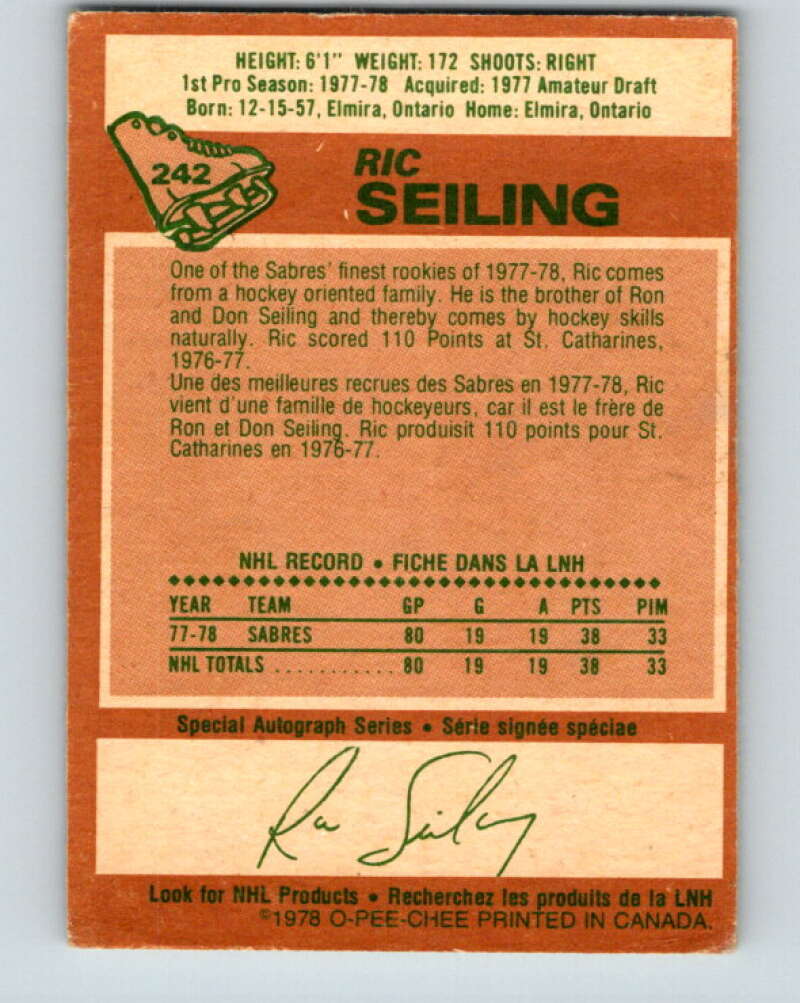 HEIGHT: 6'1" WEIGHT: 172 SHOOTS: RIGHT
1st Pro Season: 1977-78 Acquired: 1977 Amateur Draft
Born: 12-15-57, Elmira, Ontario Home: Elmira, Ontario
242
RIC
SEILING
One of the Sabres' finest rookies of 1977-78, Ric comes
from a hockey oriented family. He is the brother of Ron
and Don Seiling and thereby comes by hockey skills
naturally. Ric scored 110 Points at St. Catharines,
1976-77.
Une des meilleures recrues des Sabres en 1977-78, Ric
vient d'une famille de hockeyeurs, car il est le frère de
Ron et Don Seiling. Ric produisit 110 points pour St.
Catharines en 1976-77.
NHL RECORD • FICHE DANS LA LNH
YEAR TEAM GP G A PTS PIM
77-78 SABRES 80 19 19 38 33
NHL TOTALS ........... 80 19 19 38 33
Special Autograph Series • Série signée spéciae
Ric Seiling
Look for NHL Products • Recherchez les produits de la LNH
©1978 O-PEE-CHEE PRINTED IN CANADA.